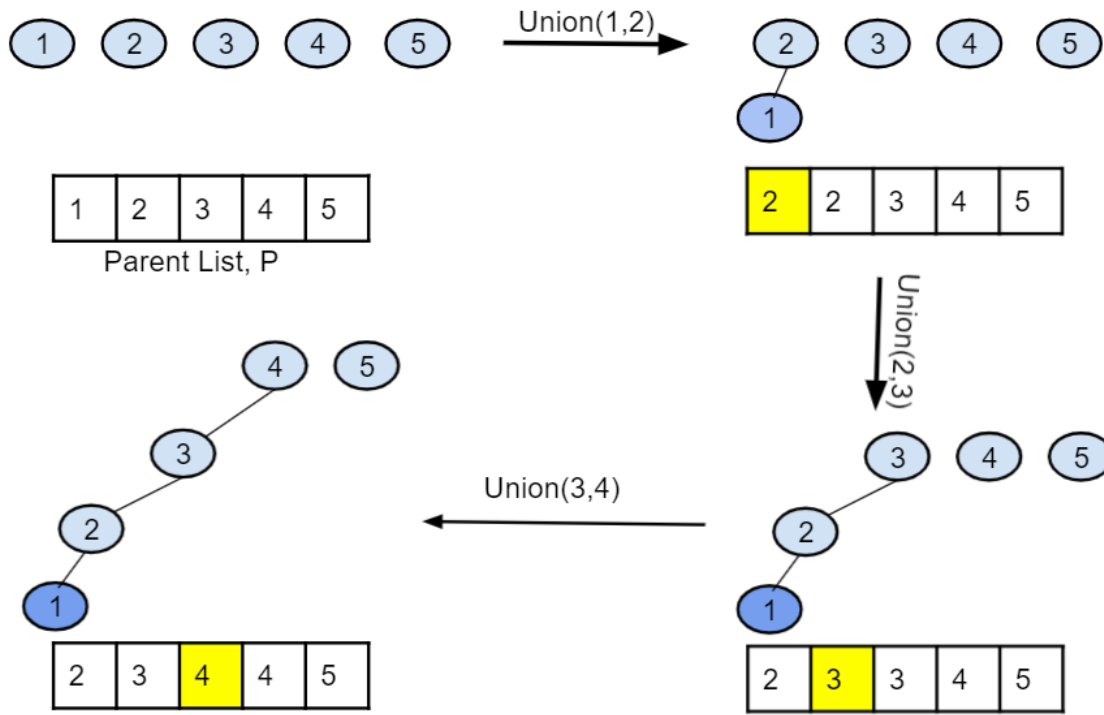 1 2 3 4 5
Union(1,2)
2 3 4 5
1
1 2 3 4 5
Parent List, P
2 2 3 4 5
Union(2,3)
3 4 5
2
1
2 3 3 4 5
Union(3,4)
4 5
3
2
1
2 3 4 4 5